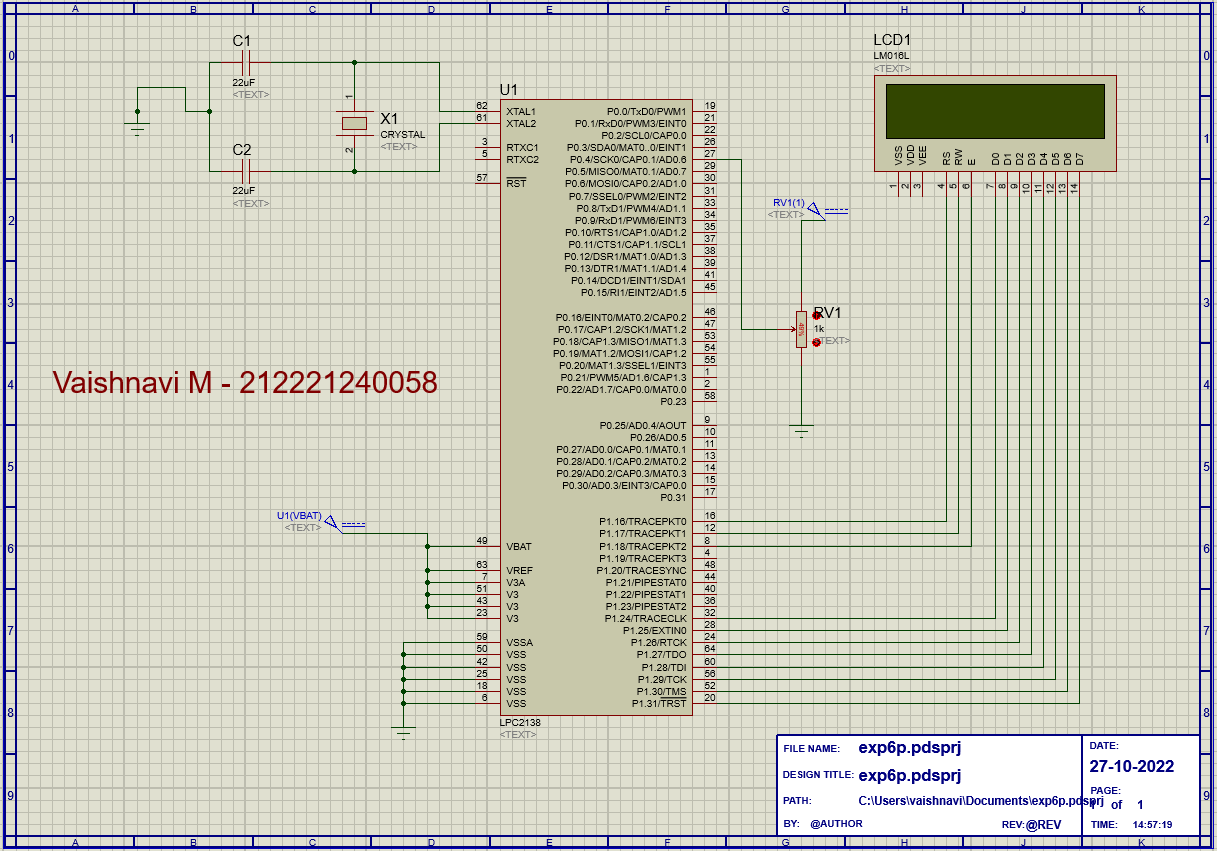 A B C D E F G H J K
0 0
1 1
2 2
3 3
4 4
5 5
6 6
7 7
8 8
9 9
C1
22uF
<TEXT>
C2
22uF
<TEXT>
1
X1
CRYSTAL
<TEXT>
2
U1
62 XTAL1
61 XTAL2
3 RTXC1
5 RTXC2
57 RST
49 VBAT
63 VREF
7 V3A
51 V3
43 V3
23 V3
59 VSSA
50 VSS
42 VSS
25 VSS
18 VSS
6 VSS
P0.0/TxD0/PWM1 19
P0.1/RxD0/PWM3/EINT0 21
P0.2/SCL0/CAP0.0 22
P0.3/SDA0/MAT0..0/EINT1 26
P0.4/SCK0/CAP0.1/AD0.6 27
P0.5/MISO0/MAT0.1/AD0.7 29
P0.6/MOSI0/CAP0.2/AD1.0 30
P0.7/SSEL0/PWM2/EINT2 31
P0.8/TxD1/PWM4/AD1.1 33
P0.9/RxD1/PWM6/EINT3 34
P0.10/RTS1/CAP1.0/AD1.2 35
P0.11/CTS1/CAP1.1/SCL1 37
P0.12/DSR1/MAT1.0/AD1.3 38
P0.13/DTR1/MAT1.1/AD1.4 39
P0.14/DCD1/EINT1/SDA1 41
P0.15/RI1/EINT2/AD1.5 45
P0.16/EINT0/MAT0.2/CAP0.2 46
P0.17/CAP1.2/SCK1/MAT1.2 47
P0.18/CAP1.3/MISO1/MAT1.3 53
P0.19/MAT1.2/MOSI1/CAP1.2 54
P0.20/MAT1.3/SSEL1/EINT3 55
P0.21/PWM5/AD1.6/CAP1.3 1
P0.22/AD1.7/CAP0.0/MAT0.0 2
P0.23 58
P0.25/AD0.4/AOUT 9
P0.26/AD0.5 10
P0.27/AD0.0/CAP0.1/MAT0.1 11
P0.28/AD0.1/CAP0.2/MAT0.2 13
P0.29/AD0.2/CAP0.3/MAT0.3 14
P0.30/AD0.3/EINT3/CAP0.0 15
P0.31 17
P1.16/TRACEPKT0 16
P1.17/TRACEPKT1 12
P1.18/TRACEPKT2 8
P1.19/TRACEPKT3 4
P1.20/TRACESYNC 48
P1.21/PIPESTAT0 44
P1.22/PIPESTAT1 40
P1.23/PIPESTAT2 36
P1.24/TRACECLK 32
P1.25/EXTIN0 28
P1.26/RTCK 24
P1.27/TDO 64
P1.28/TDI 60
P1.29/TCK 56
P1.30/TMS 52
P1.31/TRST 20
LPC2138
<TEXT>
LCD1
LM016L
<TEXT>
VSS VDD VEE RS RW E D0 D1 D2 D3 D4 D5 D6 D7
1 2 3 4 5 6 7 8 9 10 11 12 13 14
RV1(1)
<TEXT>
RV1
1k
<TEXT>
Vaishnavi M - 212221240058
U1(VBAT)
<TEXT>
FILE NAME: exp6p.pdsprj
DESIGN TITLE: exp6p.pdsprj
PATH: C:\Users\vaishnavi\Documents\exp6p.pdsprj
BY: @AUTHOR REV:@REV
DATE:
27-10-2022
PAGE:
1 of 1
TIME: 14:57:19
A B C D E F G H J K